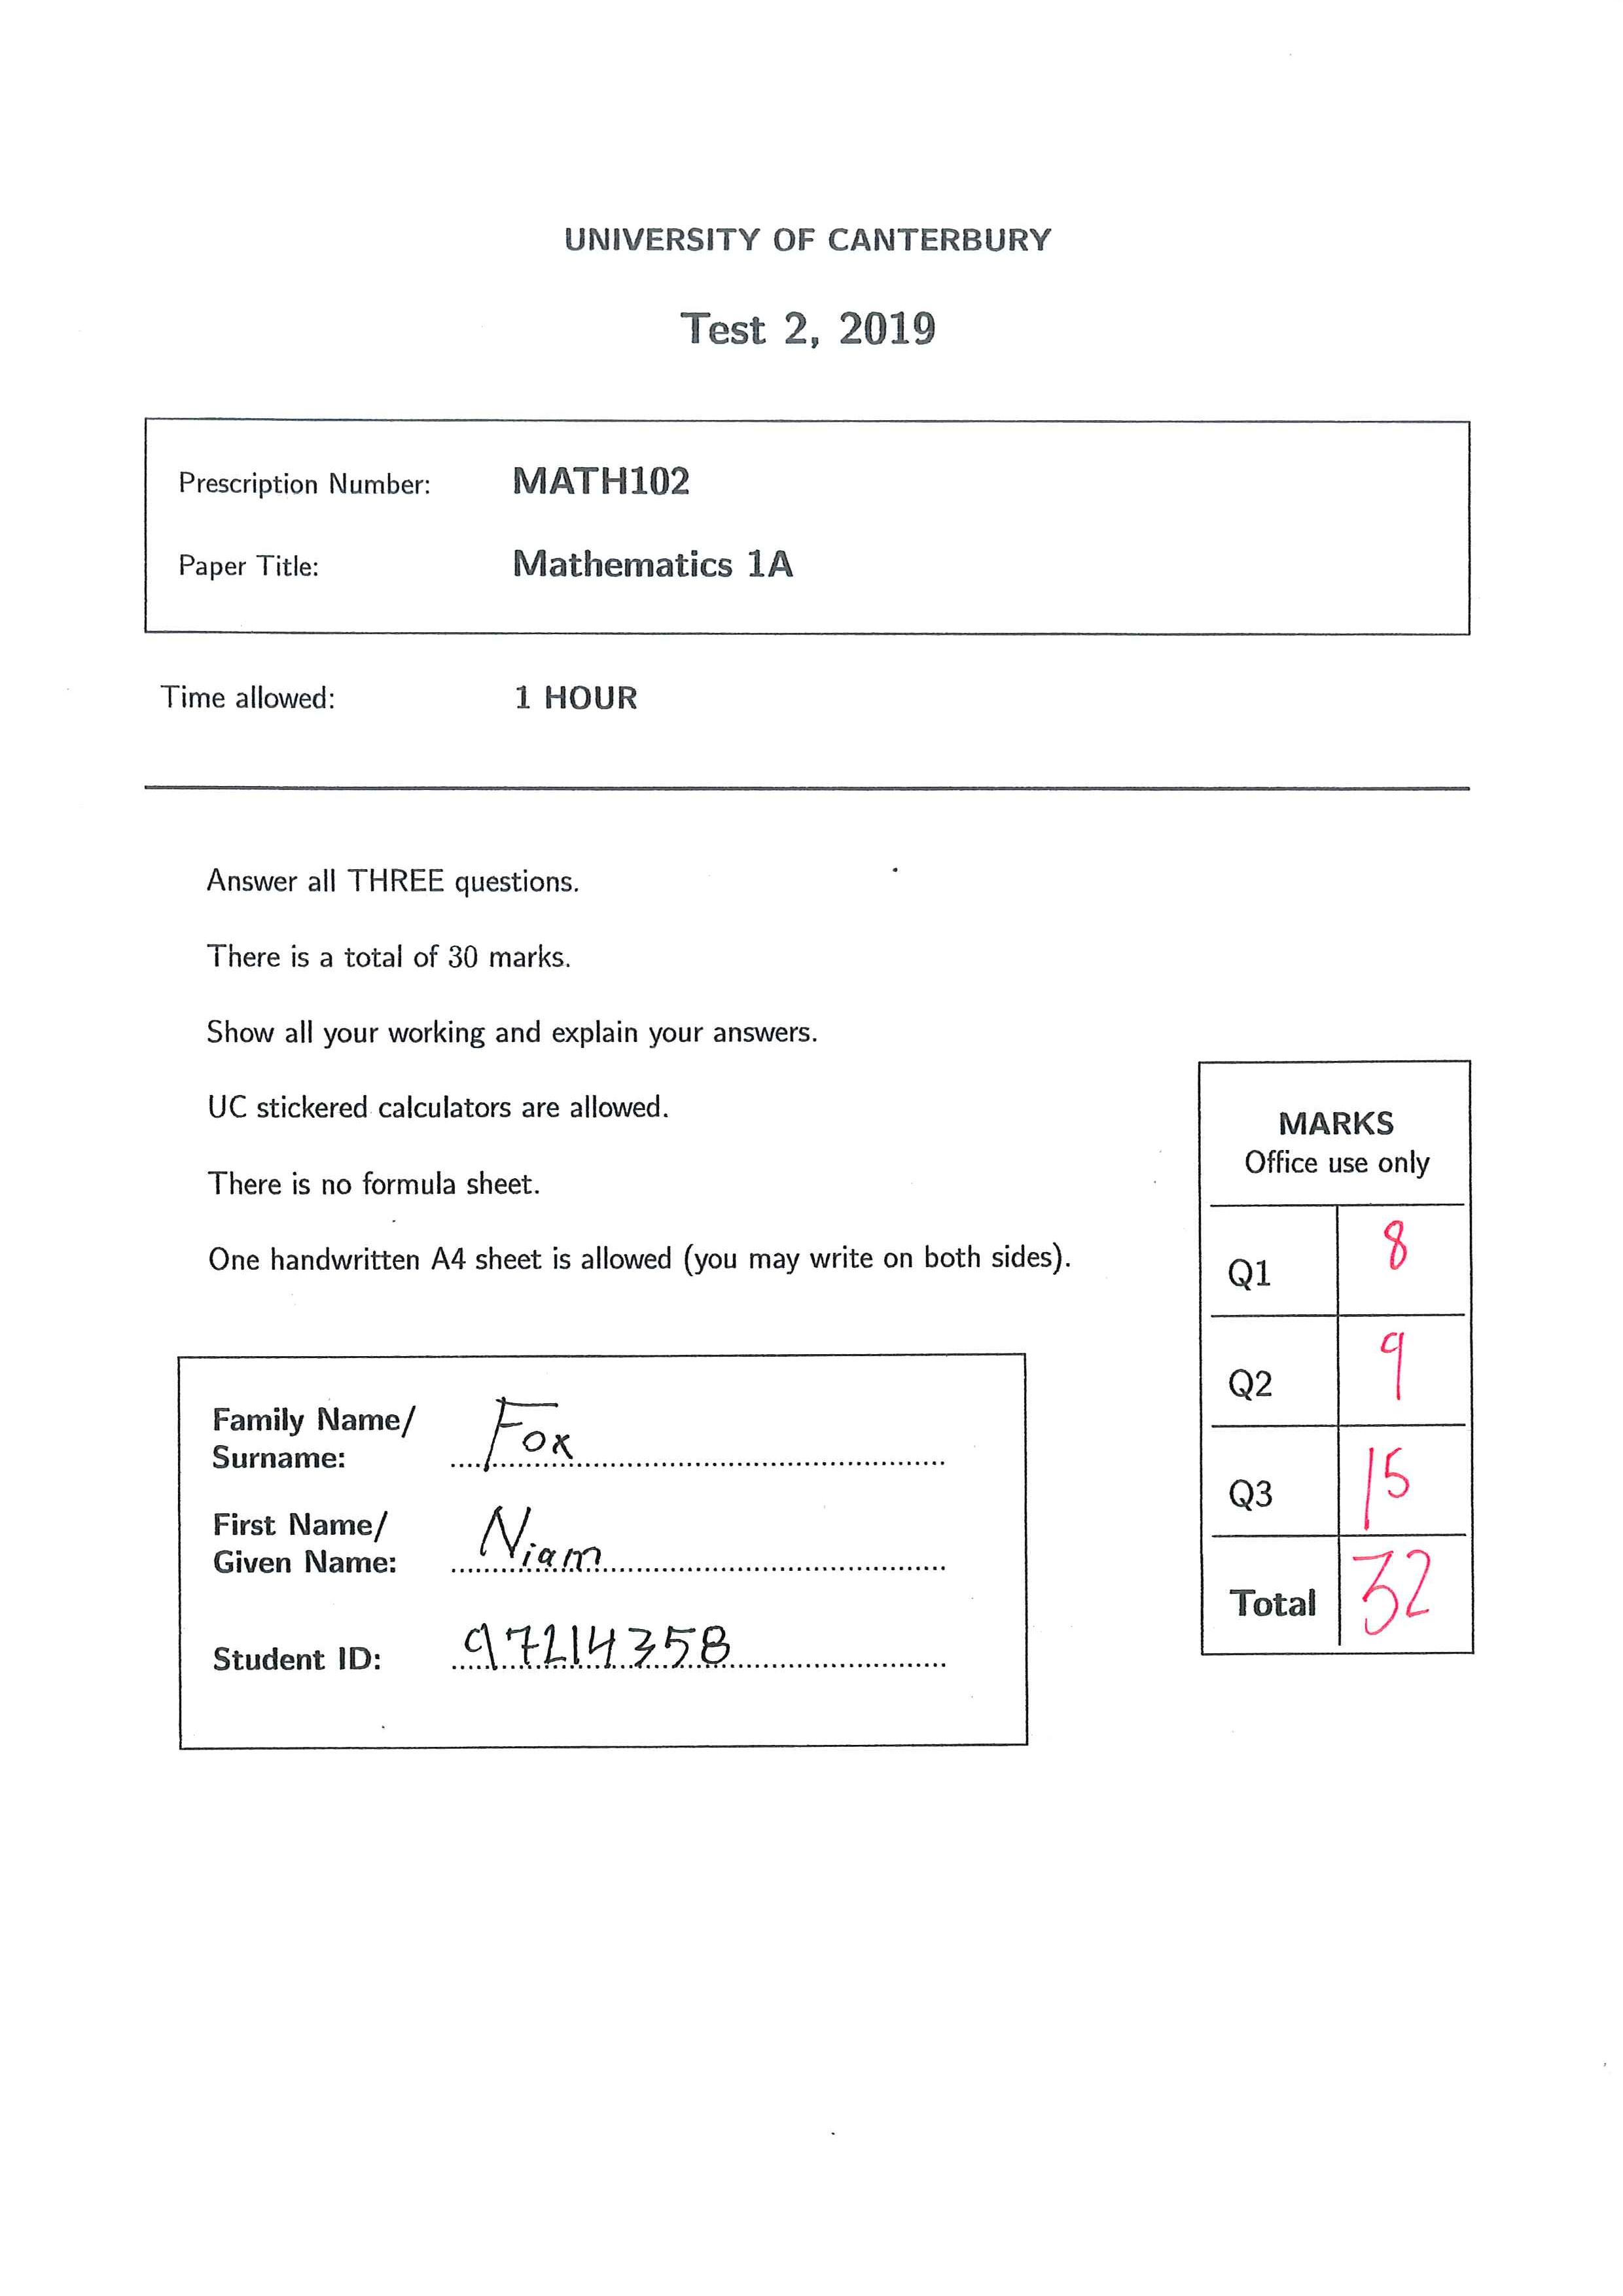 UNIVERSITY OF CANTERBURY
Test 2, 2019
Prescription Number: MATH102
Paper Title: Mathematics 1A
Time allowed: 1 HOUR
Answer all THREE questions.
There is a total of 30 marks.
Show all your working and explain your answers.
UC stickered calculators are allowed.
There is no formula sheet.
One handwritten A4 sheet is allowed (you may write on both sides).
MARKS
Office use only
Q1 8
Q2 9
Q3 15
Total 32
Family Name/
Surname: Fox
First Name/
Given Name: Niam
Student ID: 97214358